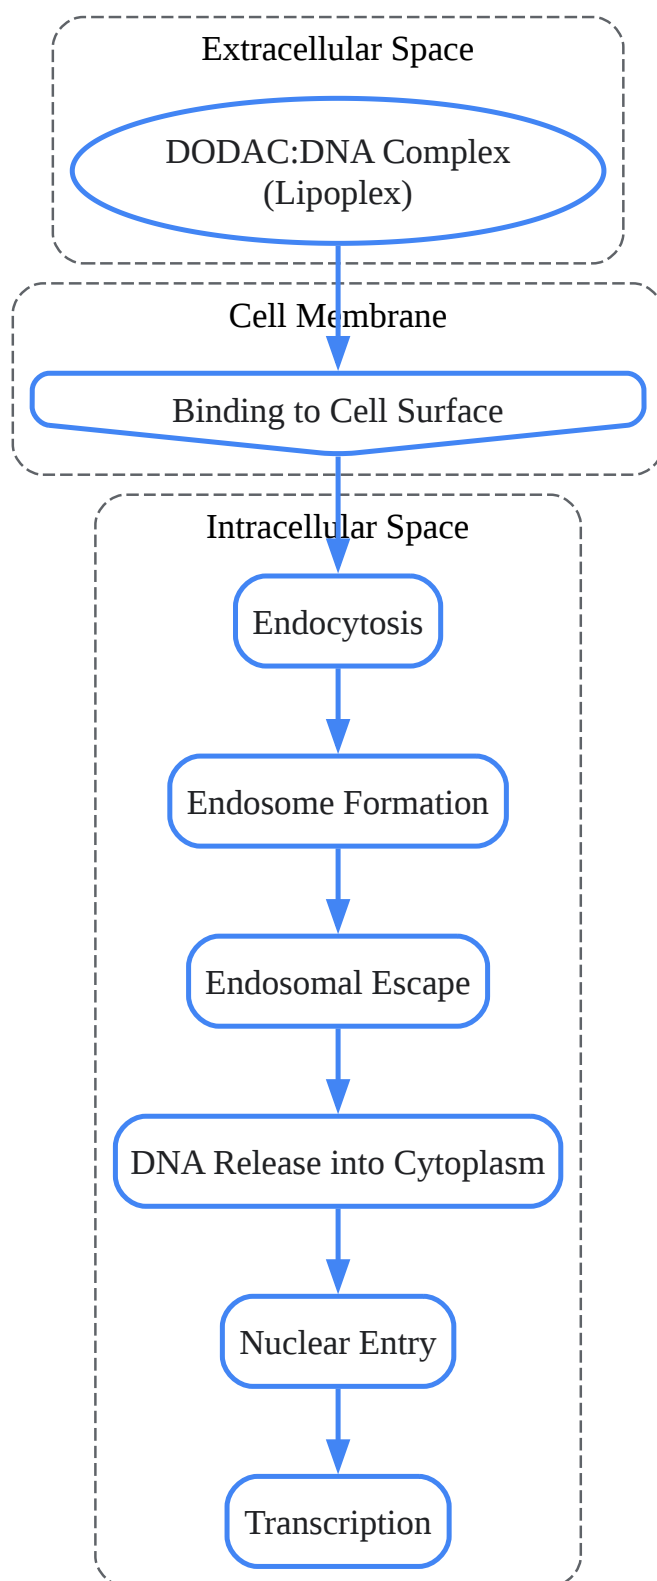 Extracellular Space
DODAC:DNA Complex
(Lipoplex)
Cell Membrane
Binding to Cell Surface
Intracellular Space
Endocytosis
Endosome Formation
Endosomal Escape
DNA Release into Cytoplasm
Nuclear Entry
Transcription